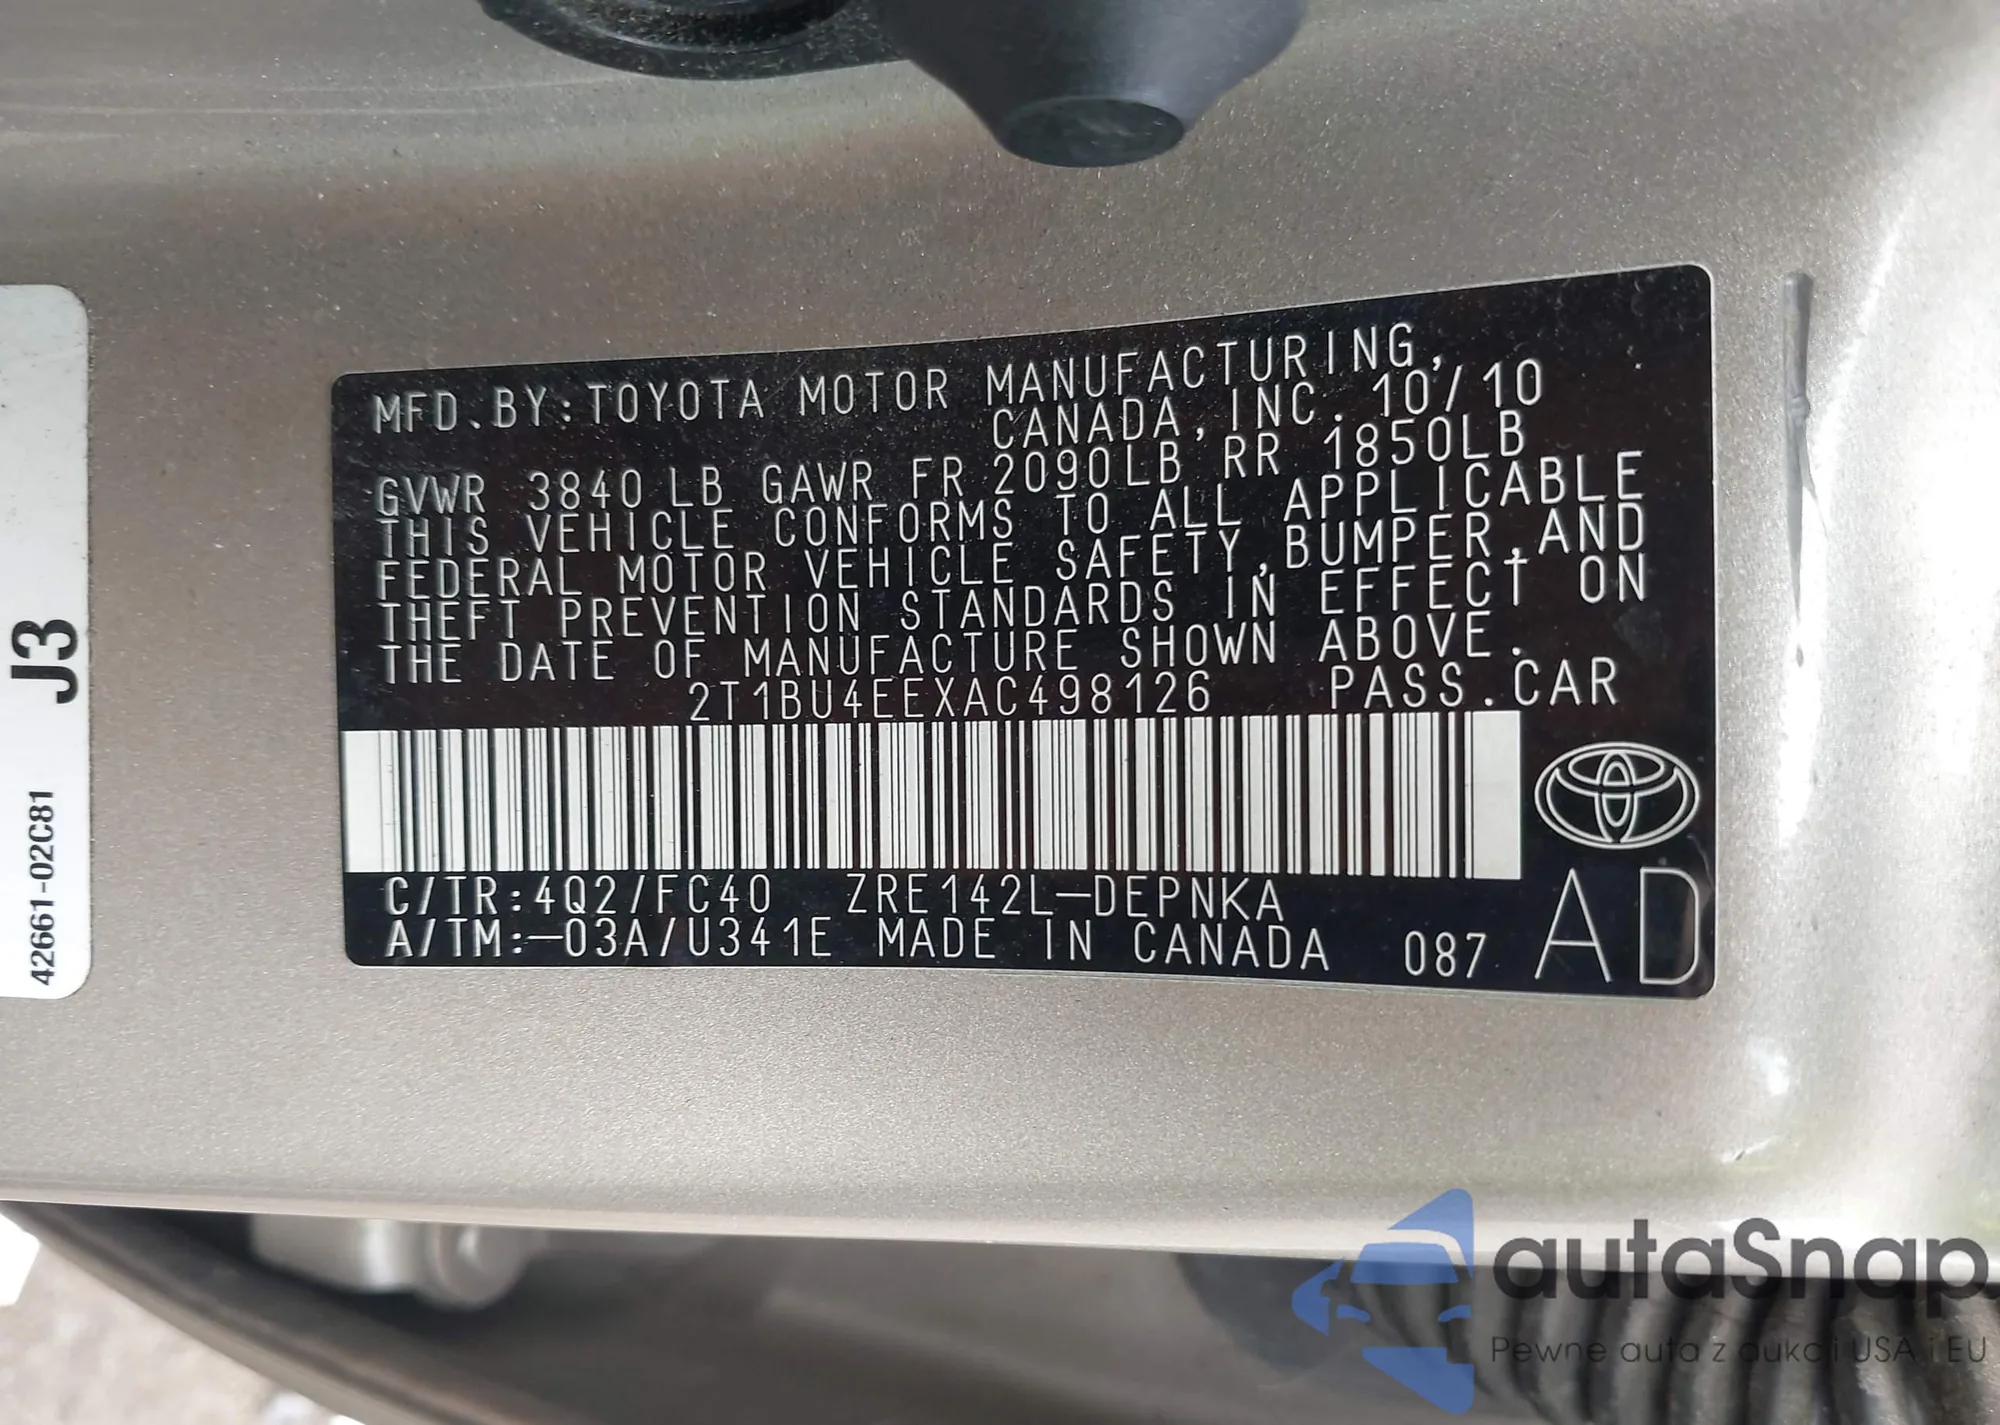 MFD.BY:TOYOTA MOTOR MANUFACTURING,
CANADA,INC. 10/10
GVWR 3840LB GAWR FR 2090LB RR 1850LB
THIS VEHICLE CONFORMS TO ALL APPLICABLE
FEDERAL MOTOR VEHICLE SAFETY,BUMPER,AND
THEFT PREVENTION STANDARDS IN EFFECT ON
THE DATE OF MANUFACTURE SHOWN ABOVE.
2T1BU4EEXAC498126 PASS.CAR
C/TR:4Q2/FC40 ZRE142L-DEPNKA
A/TM:-03A/U341E MADE IN CANADA 087
AD
J3
42661-02C81
autaSnap
Pewne auta z aukcji USA i EU